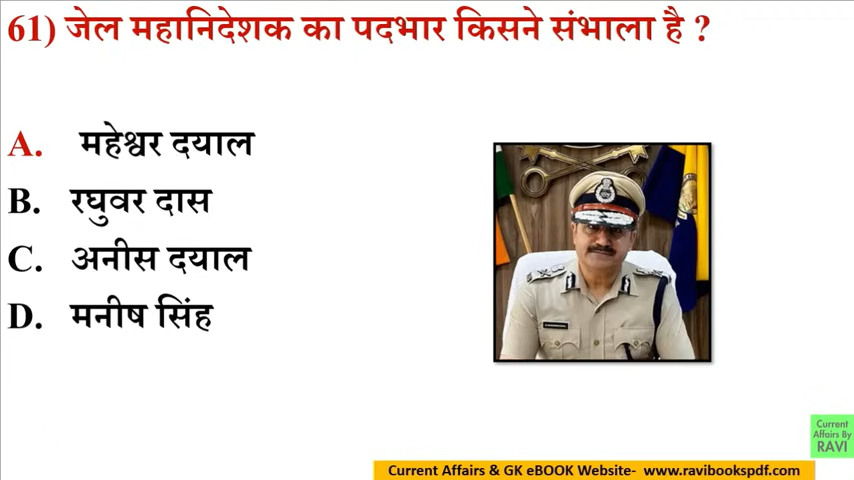 61) जेल महानिदेशक का पदभार किसने संभाला है ?
A. महेश्वर दयाल
B. रघुवर दास
C. अनीस दयाल
D. मनीष सिंह
Current
Affairs By
RAVI
Current Affairs & GK eBOOK Website- www.ravibookspdf.com